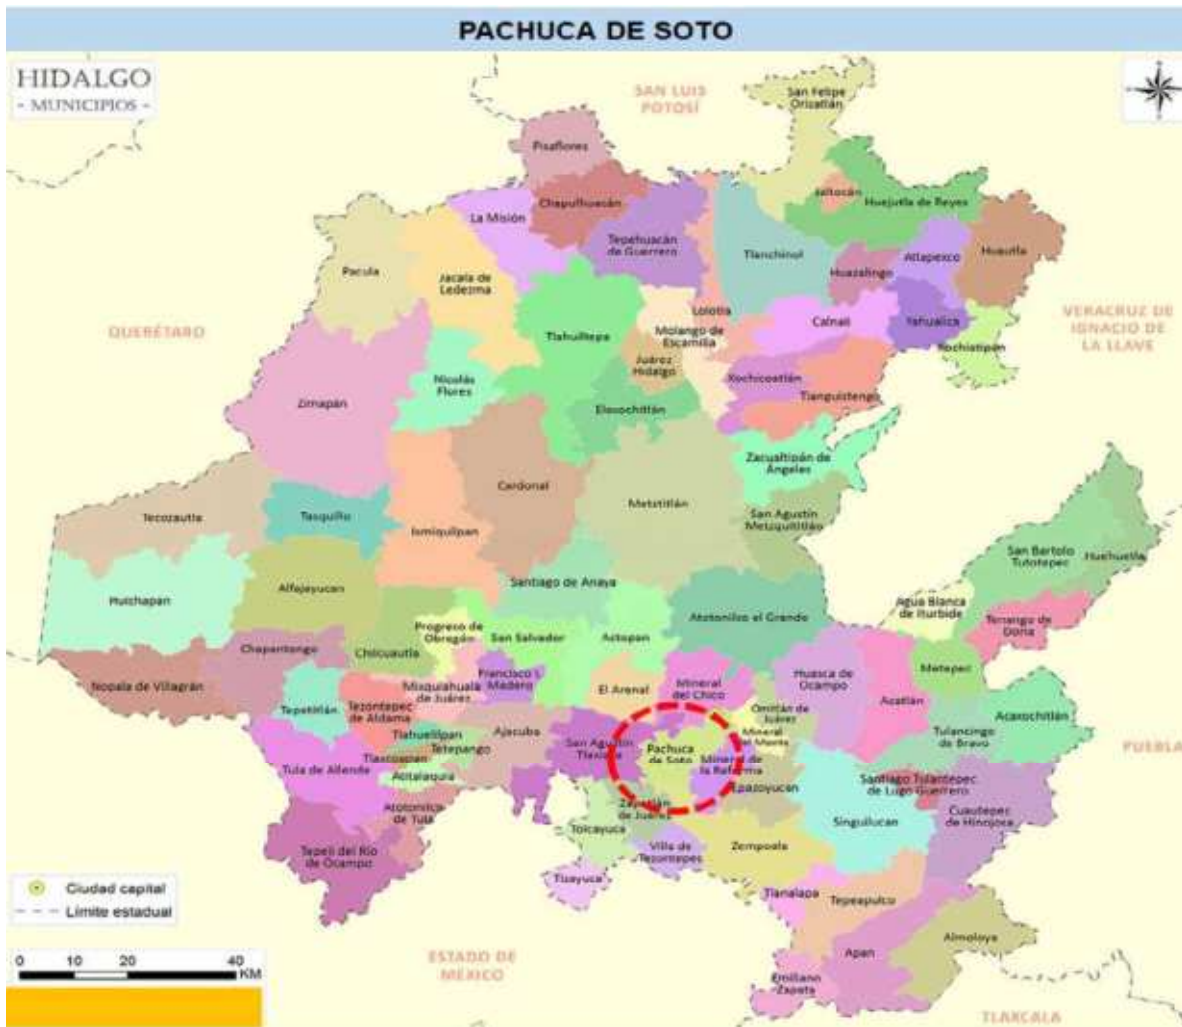 PACHUCA DE SOTO
HIDALGO
- MUNICIPIOS -
SAN LUIS
POTOSÍ
San Felipe
Orizatlán
Pisaflores
Chapulhuacán
La Misión
Jaltocán
Huejutla de Reyes
Tepehuacán
de Guerrero
Tlanchinol
Atlapexco
Huautla
Huazalingo
Pacula
Jacala de
Ledezma
QUERÉTARO
VERACRUZ DE
IGNACIO DE
LA LLAVE
Lolotla
Calnali
Yahualica
Xochiatipan
Tlahuiltepa
Molango de
Escamilla
Juárez
Hidalgo
Xochicoatlán
Tianguistengo
Nicolás
Flores
Zimapán
Eloxochitlán
Zacualtipán de
Ángeles
Cardonal
Metztitlán
San Agustín
Metzquititlán
Tecozautla
Tasquillo
Ixmiquilpan
San Bartolo
Tutotepec
Huehuetla
Santiago de Anaya
Huichapan
Alfajayucan
Agua Blanca
de Iturbide
Tenango de
Doria
Atotonilco el Grande
Progreso de
Obregón
San Salvador
Actopan
Chapantongo
Chilcuautla
Metepec
Nopala de Villagrán
Mixquiahuala
de Juárez
Francisco I.
Madero
El Arenal
Mineral
del Chico
Huasca de
Ocampo
Acatlán
Acaxochitlán
Tepetitlán
Tezontepec
de Aldama
Omitlán de
Juárez
Tlahuelilpan
Ajacuba
Mineral
del Monte
Tulancingo
de Bravo
Tetepango
San Agustín
Tlaxiaca
Pachuca
de Soto
Mineral de
la Reforma
PUEBLA
Tula de Allende
Tlaxcoapan
Atitalaquia
Epazoyucan
Santiago Tulantepec
de Lugo Guerrero
Atotonilco
de Tula
Zapotlán
de Juárez
Singuilucan
Cuautepec
de Hinojosa
Tolcayuca
Villa de
Tezontepec
Zempoala
Tepeji del Río
de Ocampo
Tizayuca
Tlanalapa
Tepeapulco
Ciudad capital
Límite estadual
Almoloya
Apan
ESTADO DE
MÉXICO
Emiliano
Zapata
0 10 20 40
KM
TLAXCALA